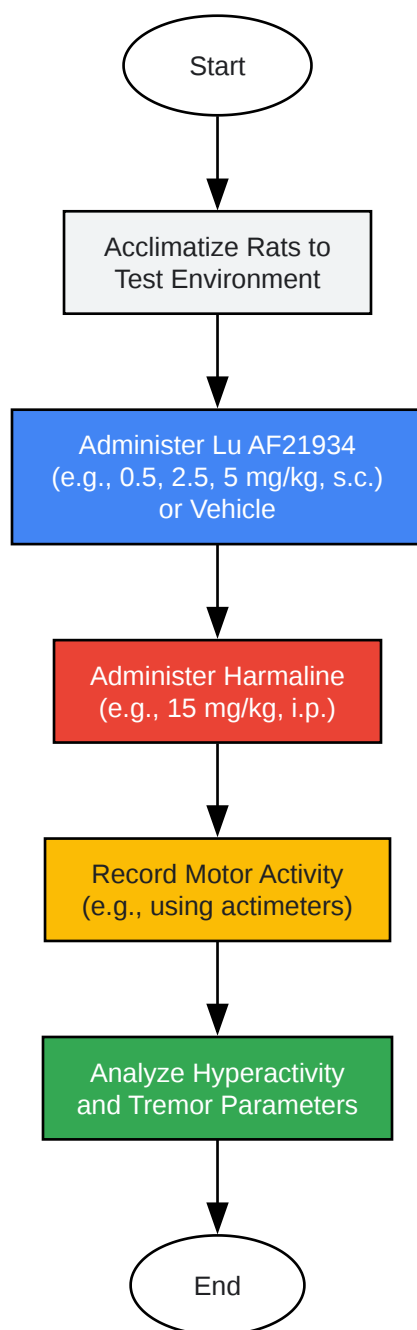 Start
Acclimatize Rats to
Test Environment
Administer Lu AF21934
(e.g., 0.5, 2.5, 5 mg/kg, s.c.)
or Vehicle
Administer Harmaline
(e.g., 15 mg/kg, i.p.)
Record Motor Activity
(e.g., using actimeters)
Analyze Hyperactivity
and Tremor Parameters
End